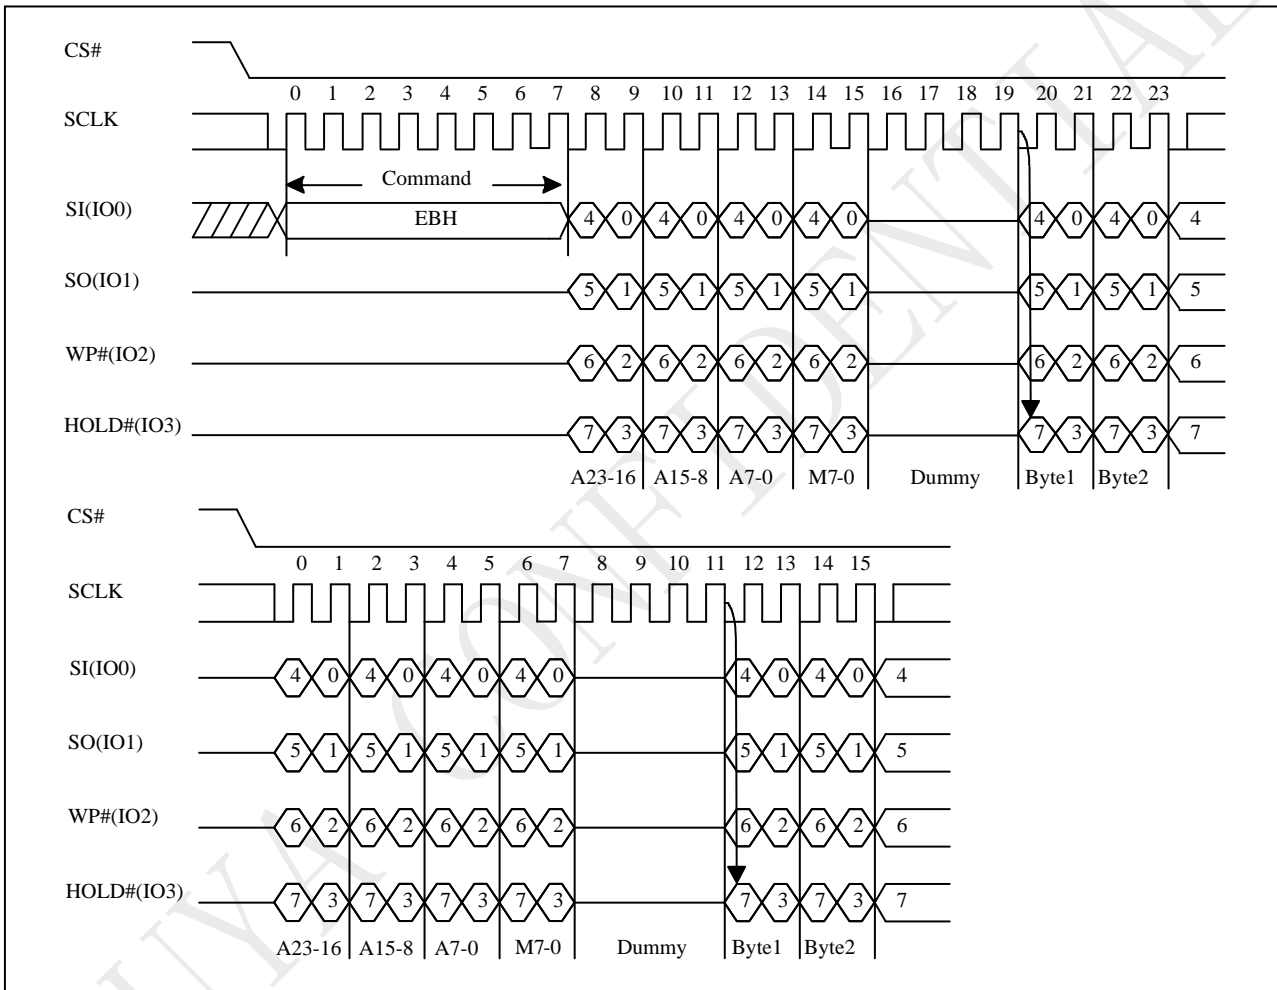 CS#
0 1 2 3 4 5 6 7 8 9 10 11 12 13 14 15 16 17 18 19 20 21 22 23
SCLK
Command
SI(IO0) EBH 4 0 4 0 4 0 4 0 4 0 4 0 4
SO(IO1) 5 1 5 1 5 1 5 1 5 1 5 1 5
WP#(IO2) 6 2 6 2 6 2 6 2 6 2 6 2 6
HOLD#(IO3) 7 3 7 3 7 3 7 3 7 3 7 3 7
A23-16 A15-8 A7-0 M7-0 Dummy Byte1 Byte2
CS#
0 1 2 3 4 5 6 7 8 9 10 11 12 13 14 15
SCLK
SI(IO0) 4 0 4 0 4 0 4 0 4 0 4 0 4
SO(IO1) 5 1 5 1 5 1 5 1 5 1 5 1 5
WP#(IO2) 6 2 6 2 6 2 6 2 6 2 6 2 6
HOLD#(IO3) 7 3 7 3 7 3 7 3 7 3 7 3 7
A23-16 A15-8 A7-0 M7-0 Dummy Byte1 Byte2
UYA CONFIDENTIAL